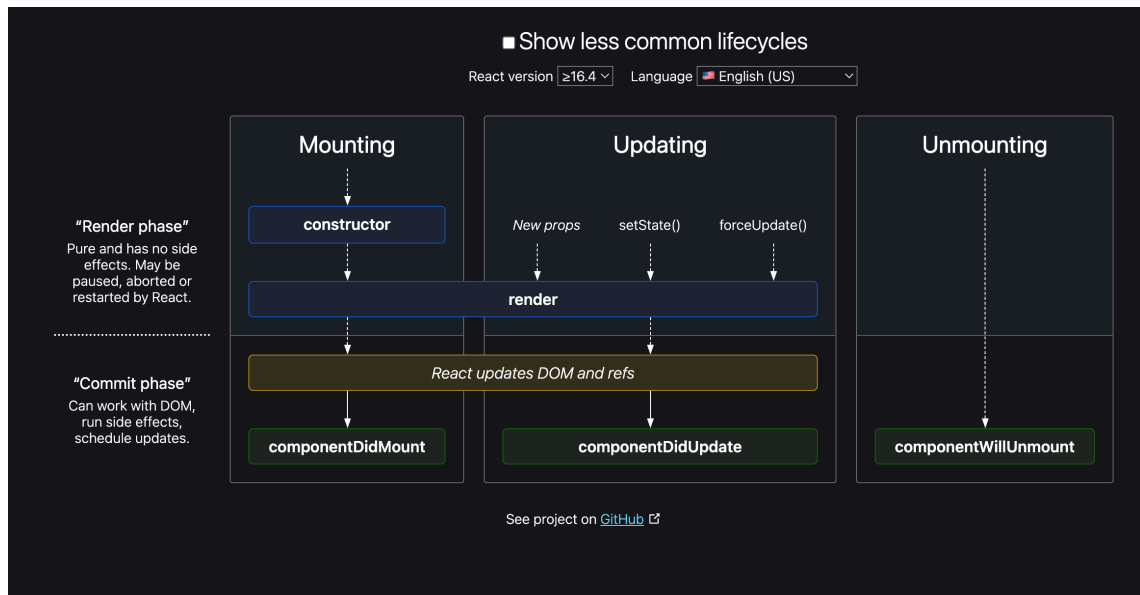 Show less common lifecycles
React version ≥16.4 Language 🇺🇸 English (US)
Mounting
Updating
Unmounting
“Render phase”
Pure and has no side
effects. May be
paused, aborted or
restarted by React.
constructor
New props
setState()
forceUpdate()
render
“Commit phase”
Can work with DOM,
run side effects,
schedule updates.
React updates DOM and refs
componentDidMount
componentDidUpdate
componentWillUnmount
See project on GitHub